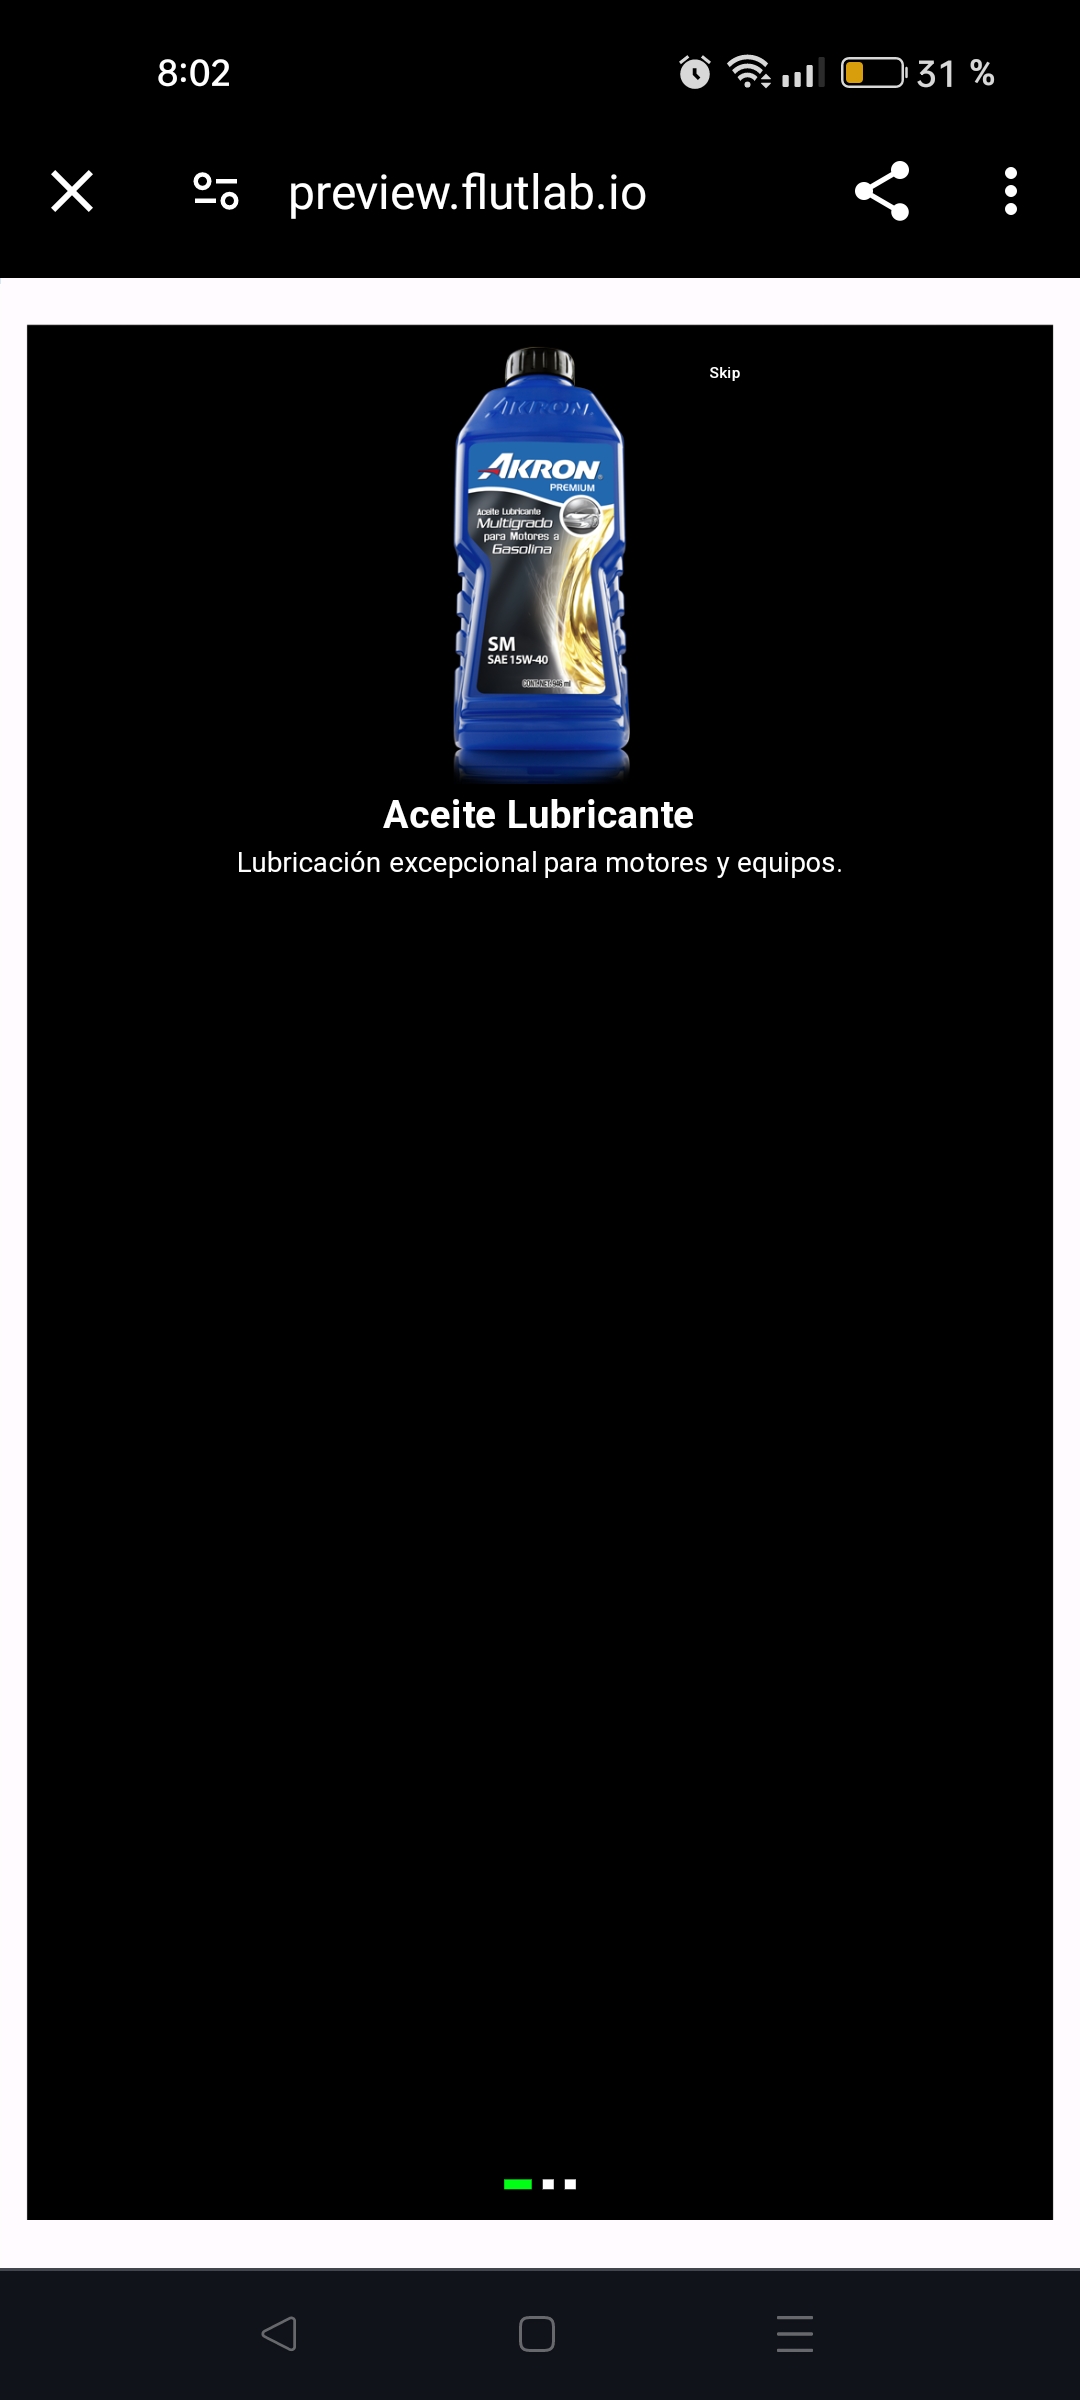 8:02
31 %
preview.flutlab.io
Skip
AKRON
AKRON
PREMIUM
Aceite Lubricante
Multigrado
para Motores a
Gasolina
SM
SAE 15W-40
CONT. NET. 946 ml
Aceite Lubricante
Lubricación excepcional para motores y equipos.